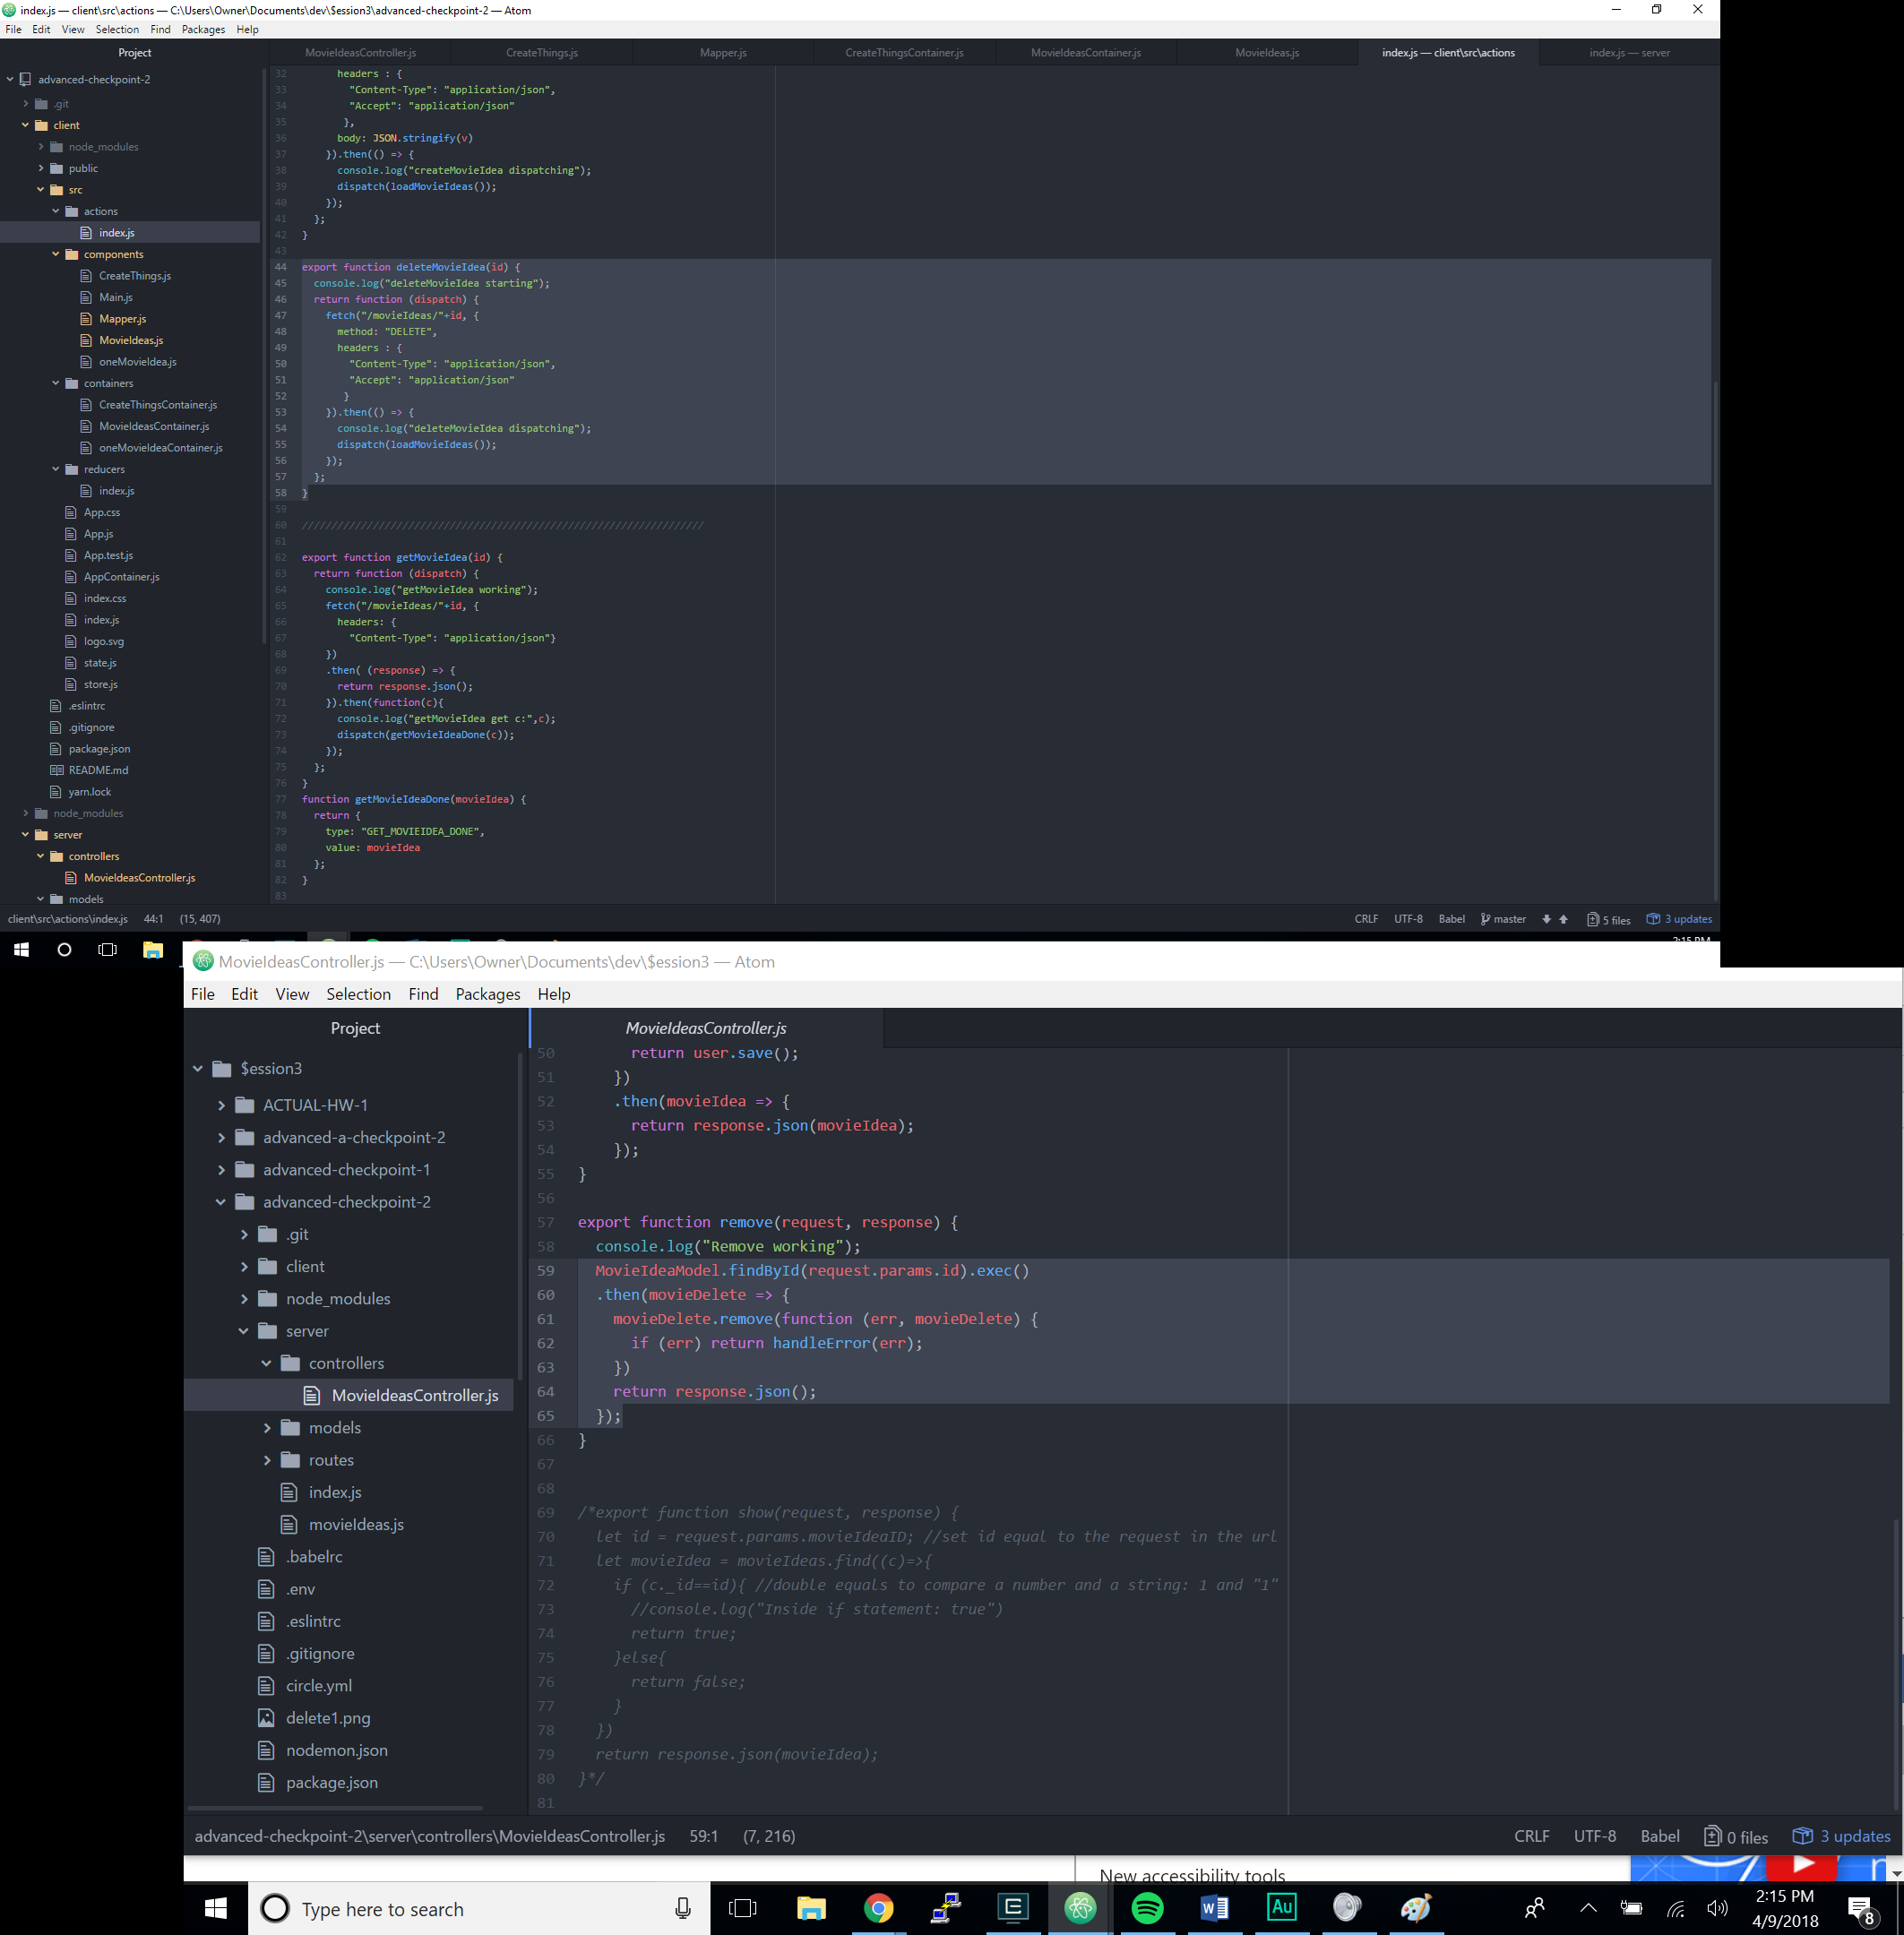 index.js — client\src\actions — C:\Users\Owner\Documents\dev\$ession3\advanced-checkpoint-2 — Atom
File Edit View Selection Find Packages Help
Project
MovieIdeasController.js CreateThings.js Mapper.js CreateThingsContainer.js MovieIdeasContainer.js MovieIdeas.js index.js — client\src\actions index.js — server
advanced-checkpoint-2
.git
client
node_modules
public
src
actions
index.js
components
CreateThings.js
Main.js
Mapper.js
MovieIdeas.js
oneMovieIdea.js
containers
CreateThingsContainer.js
MovieIdeasContainer.js
oneMovieIdeaContainer.js
reducers
index.js
App.css
App.js
App.test.js
AppContainer.js
index.css
index.js
logo.svg
state.js
store.js
.eslintrc
.gitignore
package.json
README.md
yarn.lock
node_modules
server
controllers
MovieIdeasController.js
models
32 headers : {
33 "Content-Type": "application/json",
34 "Accept": "application/json"
35 },
36 body: JSON.stringify(v)
37 }).then(() => {
38 console.log("createMovieIdea dispatching");
39 dispatch(loadMovieIdeas());
40 });
41 };
42 }
43
44 export function deleteMovieIdea(id) {
45 console.log("deleteMovieIdea starting");
46 return function (dispatch) {
47 fetch("/movieIdeas/"+id, {
48 method: "DELETE",
49 headers : {
50 "Content-Type": "application/json",
51 "Accept": "application/json"
52 }
53 }).then(() => {
54 console.log("deleteMovieIdea dispatching");
55 dispatch(loadMovieIdeas());
56 });
57 };
58 }
59
60 ////////////////////////////////////////////////////////////////////
61
62 export function getMovieIdea(id) {
63 return function (dispatch) {
64 console.log("getMovieIdea working");
65 fetch("/movieIdeas/"+id, {
66 headers: {
67 "Content-Type": "application/json"}
68 })
69 .then( (response) => {
70 return response.json();
71 }).then(function(c){
72 console.log("getMovieIdea get c:",c);
73 dispatch(getMovieIdeaDone(c));
74 });
75 };
76 }
77 function getMovieIdeaDone(movieIdea) {
78 return {
79 type: "GET_MOVIEIDEA_DONE",
80 value: movieIdea
81 };
82 }
83
client\src\actions\index.js 44:1 (15, 407) CRLF UTF-8 Babel master 5 files 3 updates
2:15 PM
MovieIdeasController.js — C:\Users\Owner\Documents\dev\$ession3 — Atom
File Edit View Selection Find Packages Help
Project
MovieIdeasController.js
$ession3
ACTUAL-HW-1
advanced-a-checkpoint-2
advanced-checkpoint-1
advanced-checkpoint-2
.git
client
node_modules
server
controllers
MovieIdeasController.js
models
routes
index.js
movieIdeas.js
.babelrc
.env
.eslintrc
.gitignore
circle.yml
delete1.png
nodemon.json
package.json
50 return user.save();
51 })
52 .then(movieIdea => {
53 return response.json(movieIdea);
54 });
55 }
56
57 export function remove(request, response) {
58 console.log("Remove working");
59 MovieIdeaModel.findById(request.params.id).exec()
60 .then(movieDelete => {
61 movieDelete.remove(function (err, movieDelete) {
62 if (err) return handleError(err);
63 })
64 return response.json();
65 });
66 }
67
68
69 /*export function show(request, response) {
70 let id = request.params.movieIdeaID; //set id equal to the request in the url
71 let movieIdea = movieIdeas.find((c)=>{
72 if (c._id==id){ //double equals to compare a number and a string: 1 and "1"
73 //console.log("Inside if statement: true")
74 return true;
75 }else{
76 return false;
77 }
78 })
79 return response.json(movieIdea);
80 }*/
81
advanced-checkpoint-2\server\controllers\MovieIdeasController.js 59:1 (7, 216) CRLF UTF-8 Babel 0 files 3 updates
New accessibility tools
Type here to search
Au
2:15 PM
4/9/2018
8